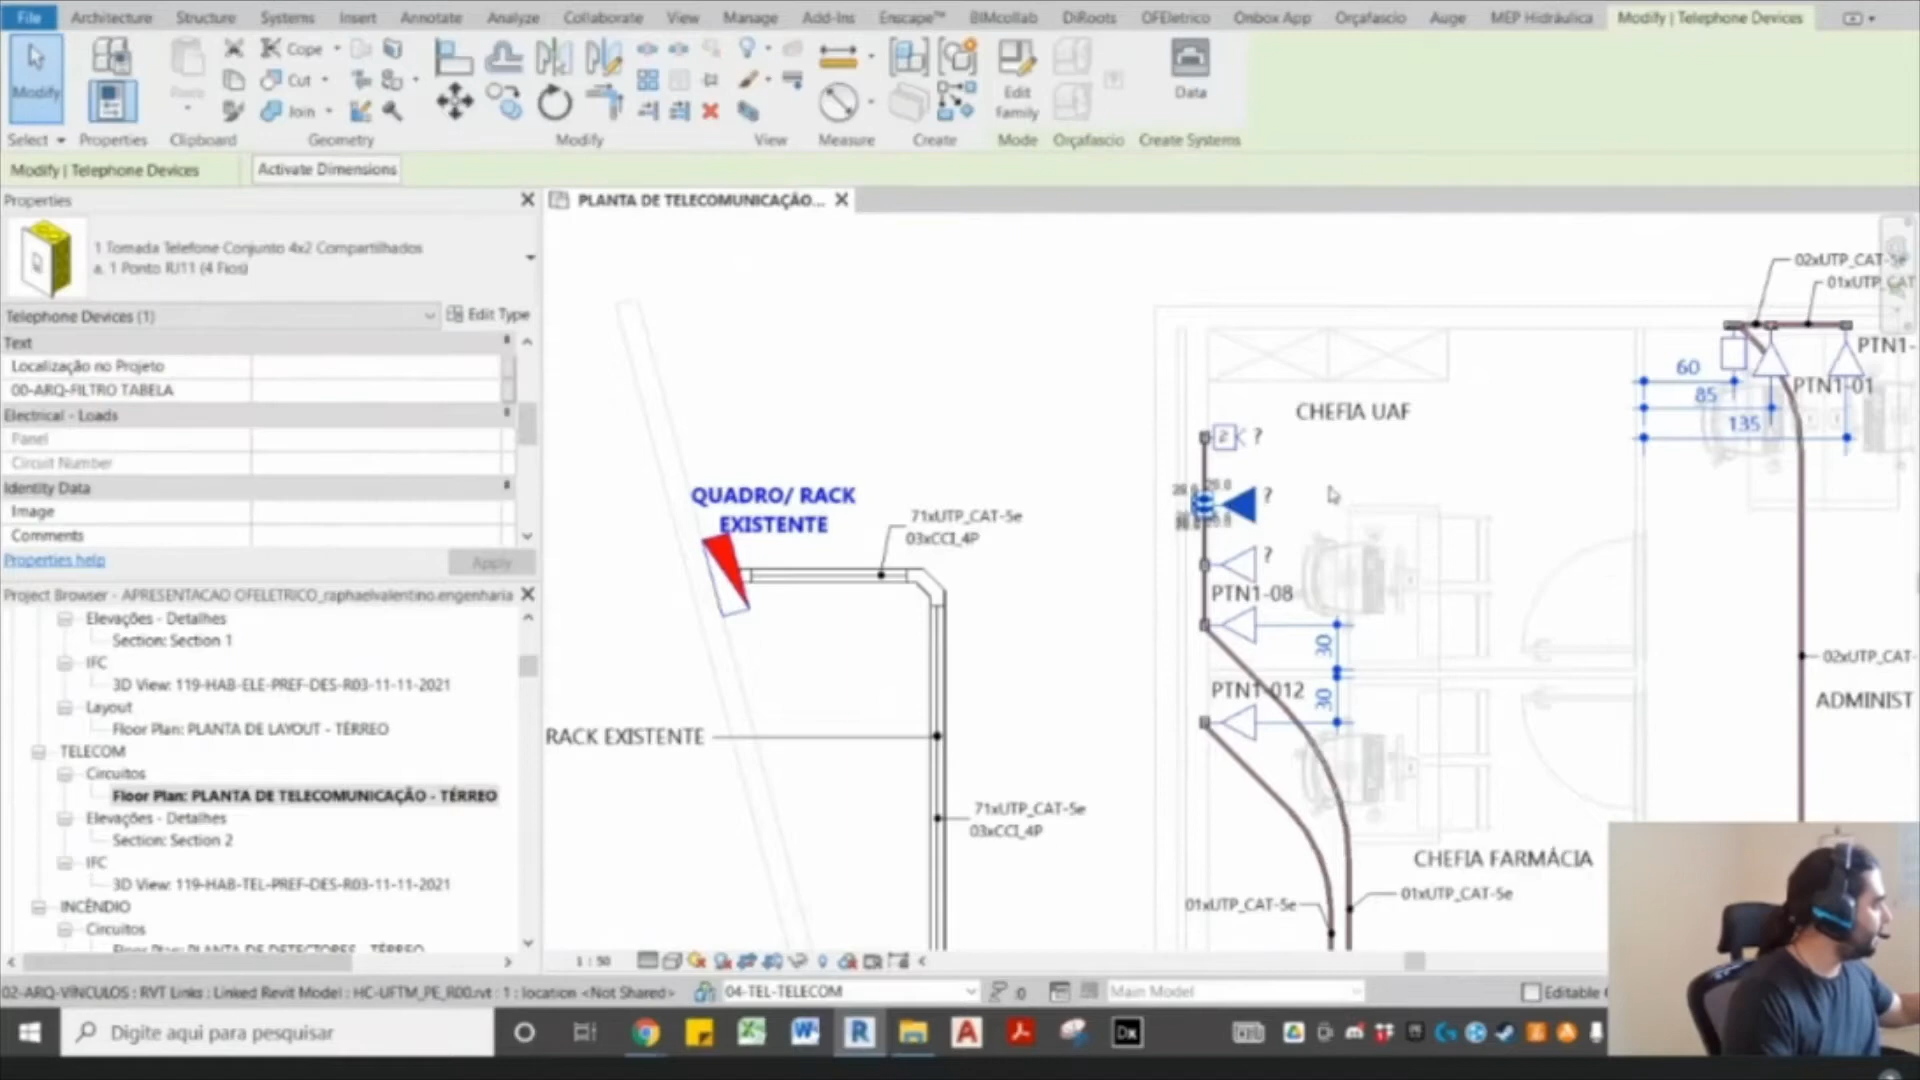 File Architecture Structure Systems Insert Annotate Analyze Collaborate View Manage Add-Ins Enscape™ BIMcollab DiRoots OFEletrico Onbox App Orçafascio Auge MEP Hidráulica Modify | Telephone Devices
Modify
Cope
Cut
Join
Edit Family
Data
Select Properties Clipboard Geometry Modify View Measure Create Mode Orçafascio Create Systems
Modify | Telephone Devices Activate Dimensions
Properties
1 Tomada Telefone Conjunto 4x2 Compartilhados
a. 1 Ponto RJ11 (4 Fios)
Telephone Devices (1) Edit Type
Text
Localização no Projeto
00-ARQ-FILTRO TABELA
Electrical - Loads
Panel
Circuit Number
Identity Data
Image
Comments
Properties help Apply
Project Browser - APRESENTACAO OFELETRICO_raphaelvalentino.engenharia
Elevações - Detalhes
Section: Section 1
IFC
3D View: 119-HAB-ELE-PREF-DES-R03-11-11-2021
Layout
Floor Plan: PLANTA DE LAYOUT - TÉRREO
TELECOM
Circuitos
Floor Plan: PLANTA DE TELECOMUNICAÇÃO - TÉRREO
Elevações - Detalhes
Section: Section 2
IFC
3D View: 119-HAB-TEL-PREF-DES-R03-11-11-2021
INCÊNDIO
Circuitos
Floor Plan: PLANTA DE DETECTORES - TÉRREO
PLANTA DE TELECOMUNICAÇÃO...
QUADRO/ RACK
EXISTENTE
71xUTP_CAT-5e
03xCCI_4P
RACK EXISTENTE
71xUTP_CAT-5e
03xCCI_4P
CHEFIA UAF
?
?
?
PTN1-08
30
PTN1-012
30
CHEFIA FARMÁCIA
01xUTP_CAT-5e
01xUTP_CAT-5e
02xUTP_CAT-5e
01xUTP_CAT
PTN1-
PTN1-01
60
85
135
02xUTP_CAT-
ADMINIST
1 : 50
02-ARQ-VÍNCULOS : RVT Links : Linked Revit Model : HC-UFTM_PE_R00.rvt : 1 : location <Not Shared> 04-TEL-TELECOM :0 Main Model Editable
Digite aqui para pesquisar